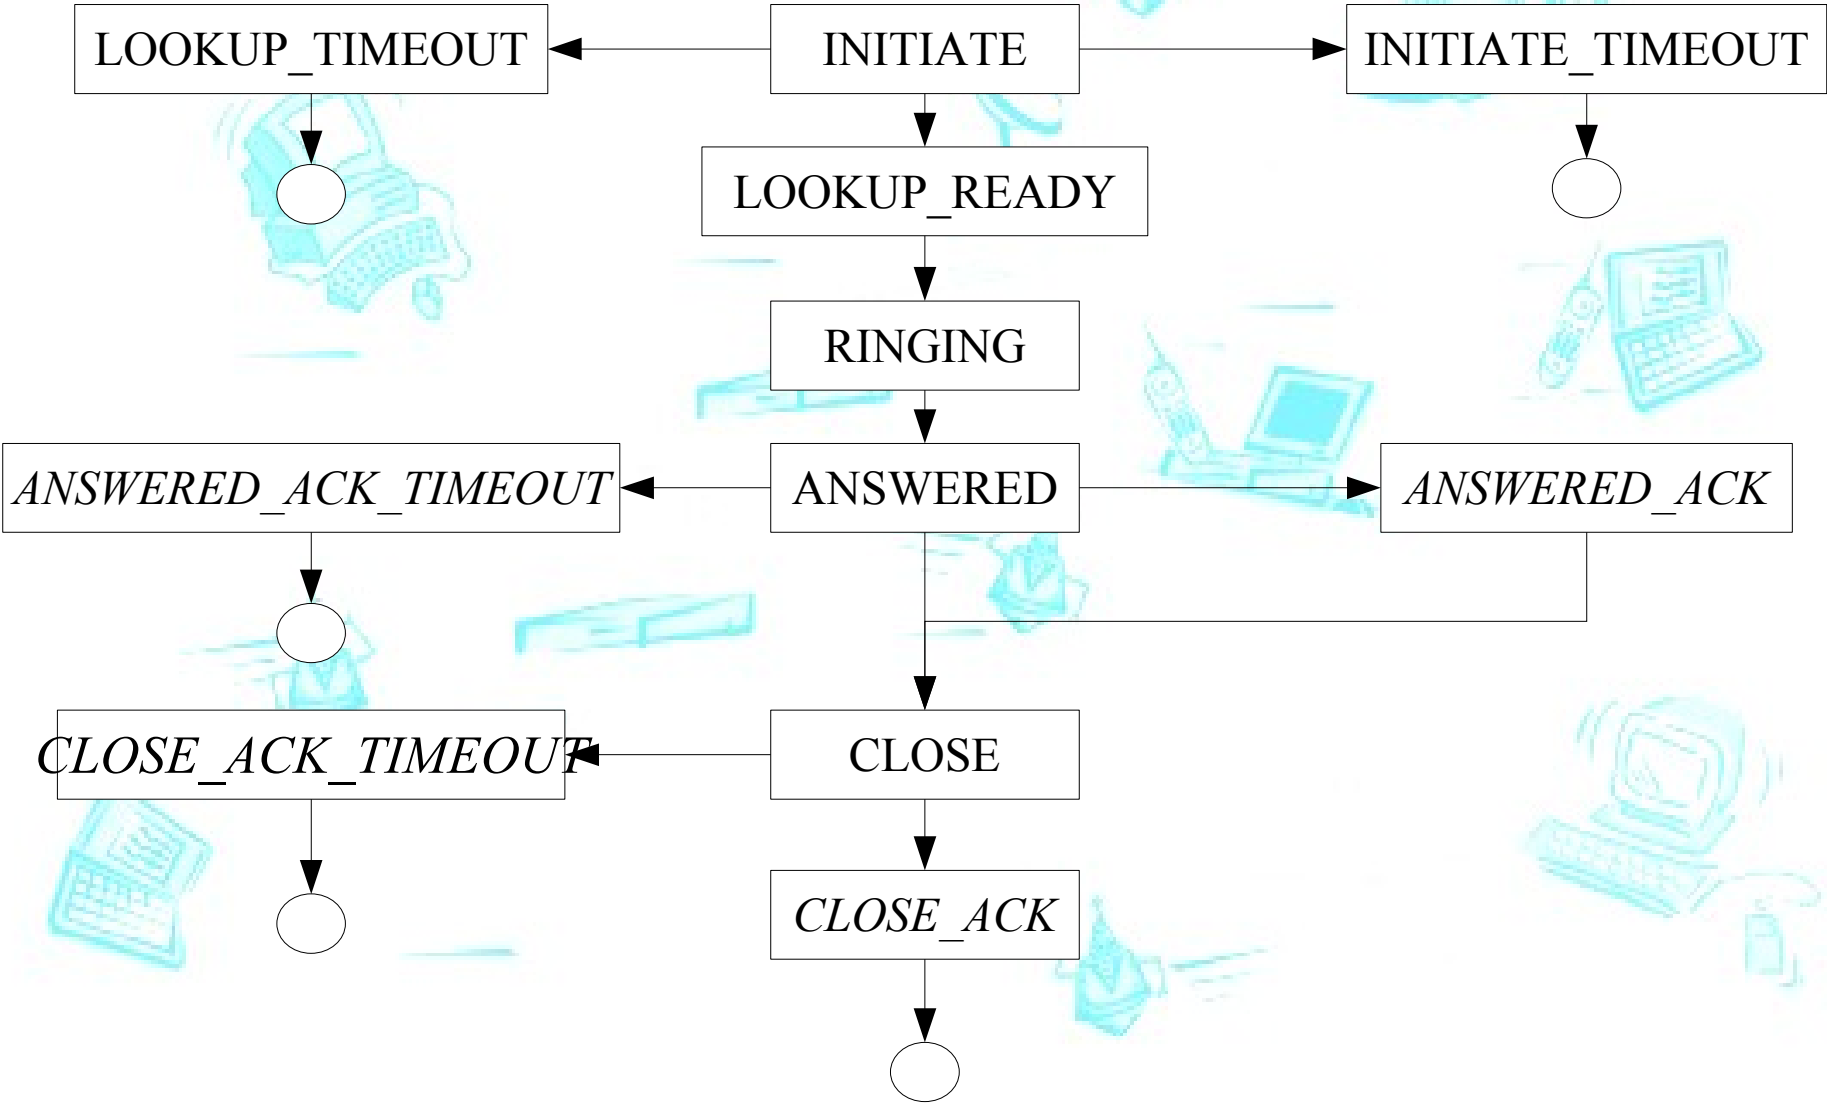 LOOKUP_TIMEOUT
INITIATE
INITIATE_TIMEOUT
LOOKUP_READY
RINGING
ANSWERED_ACK_TIMEOUT
ANSWERED
ANSWERED_ACK
CLOSE_ACK_TIMEOUT
CLOSE
CLOSE_ACK